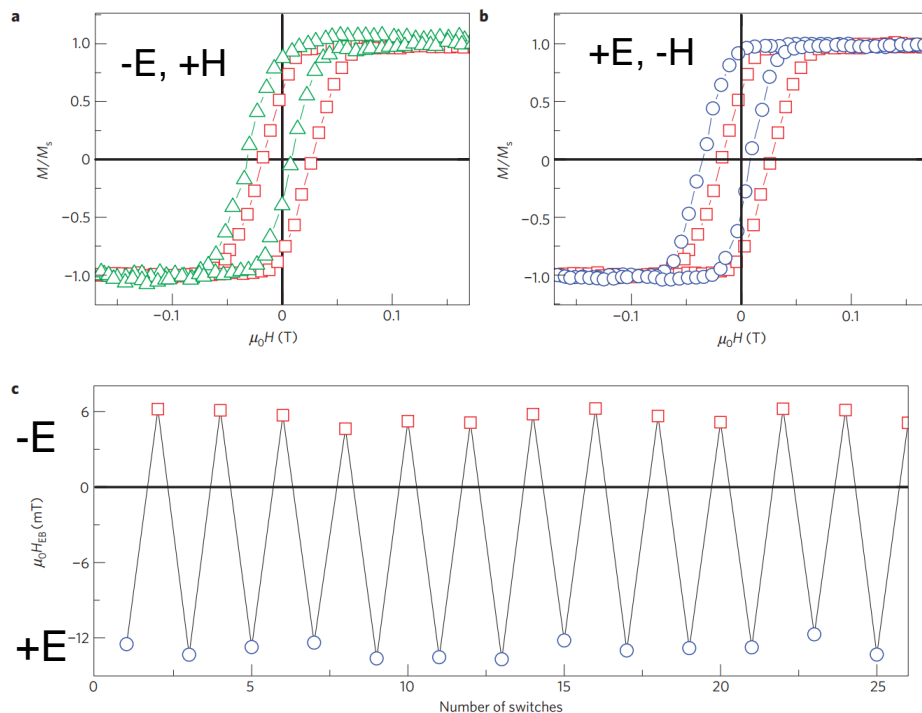 a
-E, +H
1.0
0.5
0
−0.5
−1.0
M/Ms
−0.1
0
0.1
μ0H (T)
b
+E, -H
1.0
0.5
0
−0.5
−1.0
M/Ms
−0.1
0
0.1
μ0H (T)
c
-E
+E
6
0
−6
−12
μ0HEB (mT)
0
5
10
15
20
25
Number of switches